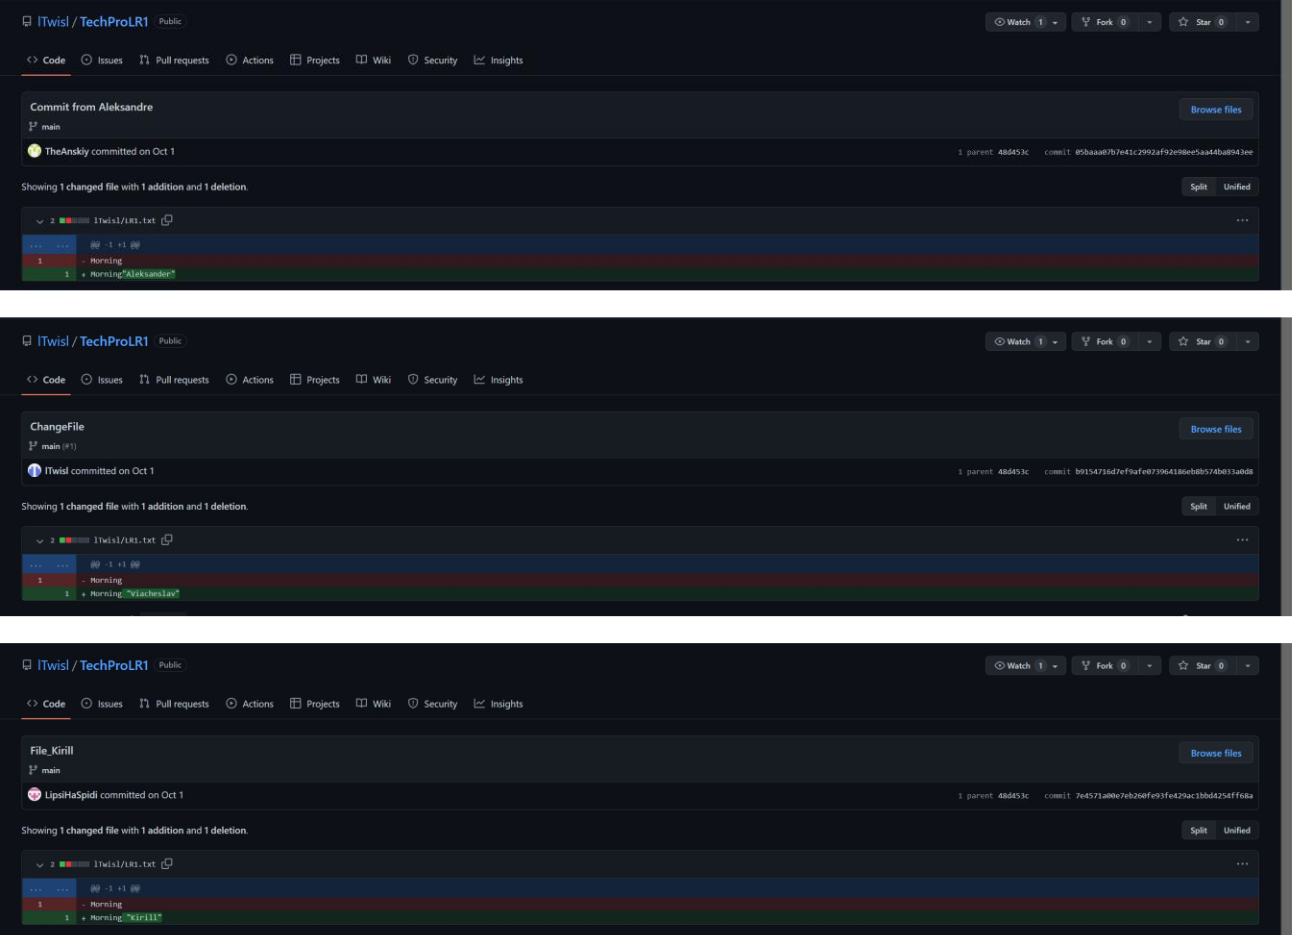 lTwisl / TechProLR1 Public Watch 1 Fork 0 Star 0
Code Issues Pull requests Actions Projects Wiki Security Insights
Commit from Aleksandre Browse files
main
TheAnskiy committed on Oct 1 1 parent 48d453c commit 05baaa07b7e41c2992af92e98ee5aa44ba8943ee
Showing 1 changed file with 1 addition and 1 deletion. Split Unified
2 lTwisl/LR1.txt ...
... ... @@ -1 +1 @@
1 - Morning
1 + Morning"Aleksander"
lTwisl / TechProLR1 Public Watch 1 Fork 0 Star 0
Code Issues Pull requests Actions Projects Wiki Security Insights
ChangeFile Browse files
main (#1)
lTwisl committed on Oct 1 1 parent 48d453c commit b9154716d7ef9afe073964186eb8b574b033a0d8
Showing 1 changed file with 1 addition and 1 deletion. Split Unified
2 lTwisl/LR1.txt ...
... ... @@ -1 +1 @@
1 - Morning
1 + Morning "Viacheslav"
lTwisl / TechProLR1 Public Watch 1 Fork 0 Star 0
Code Issues Pull requests Actions Projects Wiki Security Insights
File_Kirill Browse files
main
LipsiHaSpidi committed on Oct 1 1 parent 48d453c commit 7e4571a00e7eb260fe93fe429ac1bbd4254ff68a
Showing 1 changed file with 1 addition and 1 deletion. Split Unified
2 lTwisl/LR1.txt ...
... ... @@ -1 +1 @@
1 - Morning
1 + Morning "Kirill"